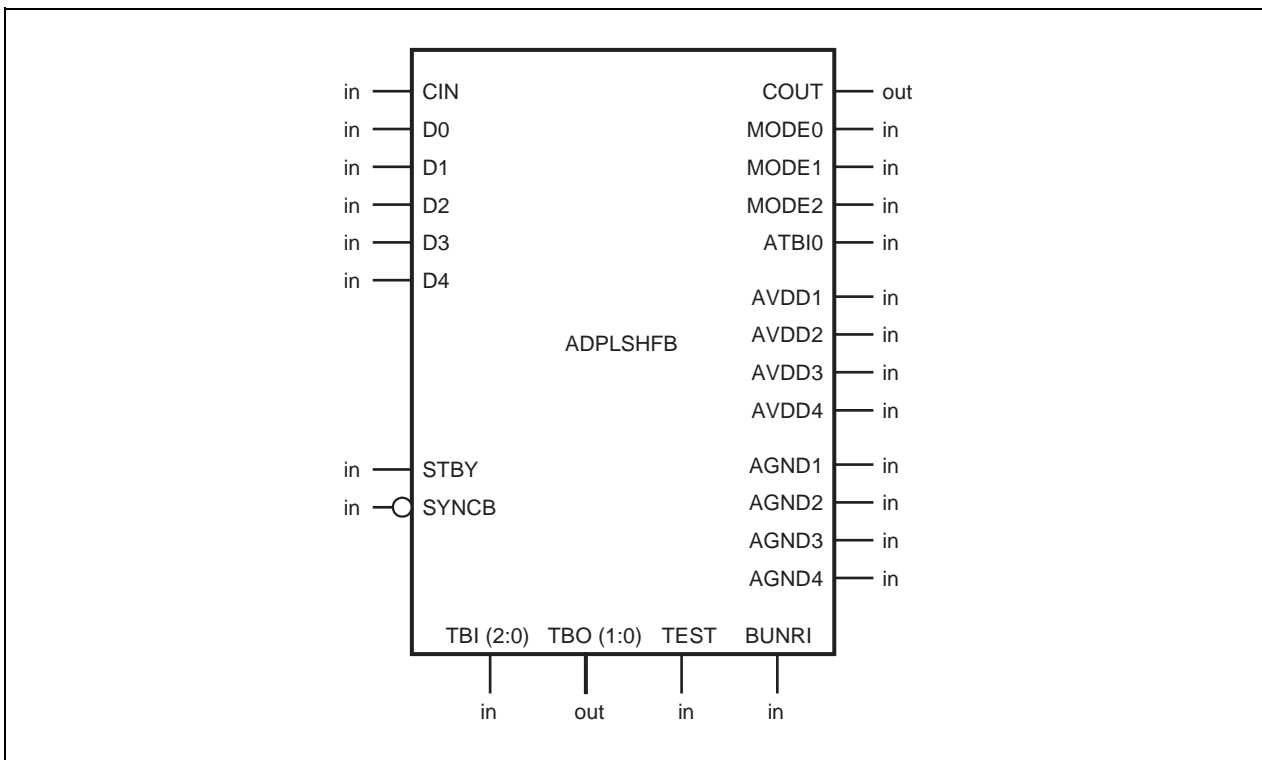 in CIN COUT out
in D0 MODE0 in
in D1 MODE1 in
in D2 MODE2 in
in D3 ATBI0 in
in D4
AVDD1 in
AVDD2 in
ADPLSHFB
AVDD3 in
AVDD4 in
in STBY AGND1 in
in SYNCB AGND2 in
AGND3 in
AGND4 in
TBI (2:0) TBO (1:0) TEST BUNRI
in out in in